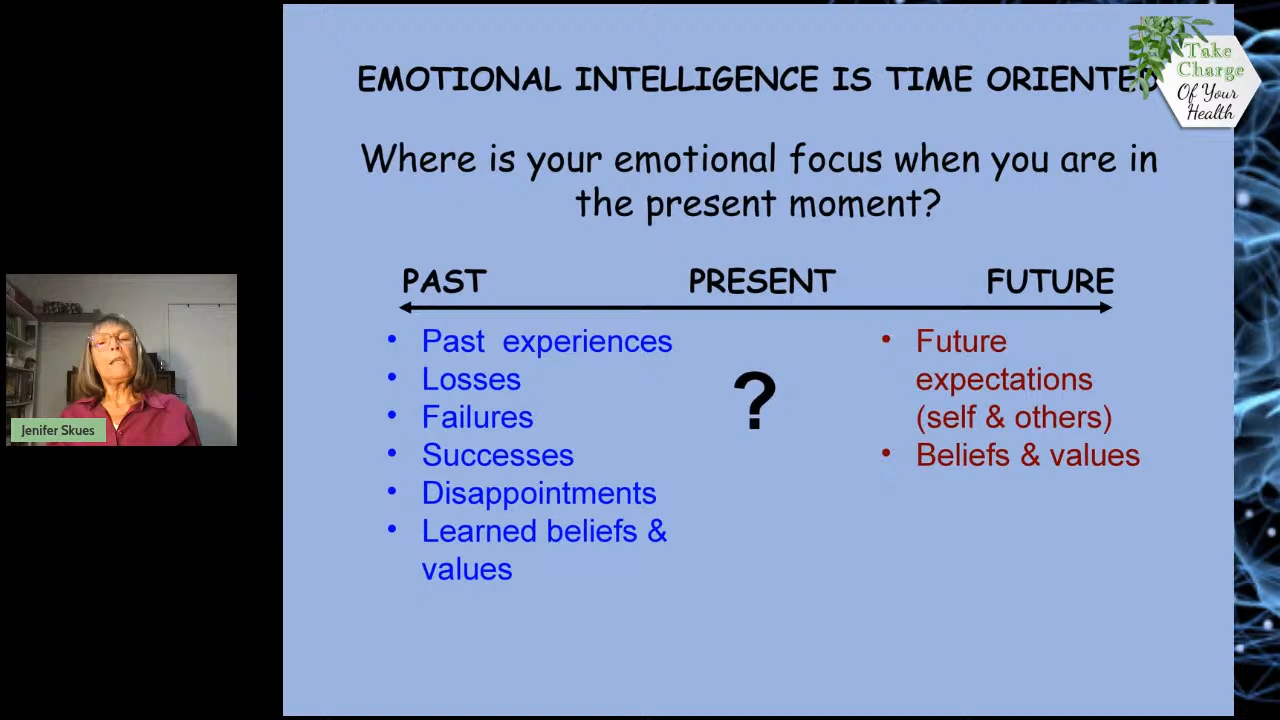 EMOTIONAL INTELLIGENCE IS TIME ORIENTED
Take
Charge
Of Your
Health
Where is your emotional focus when you are in
the present moment?
PAST PRESENT FUTURE
• Past experiences
• Losses
• Failures
• Successes
• Disappointments
• Learned beliefs &
values
?
• Future
expectations
(self & others)
• Beliefs & values
Jenifer Skues